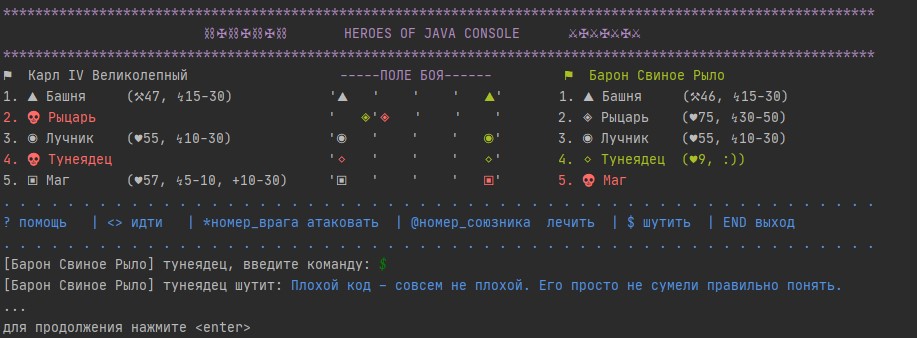 ************************************************************************************************************
⛓✠⛓✠⛓✠⛓ HEROES OF JAVA CONSOLE ⚔✠⚔✠⚔✠⚔
************************************************************************************************************
⚑ Карл IV Великолепный -----ПОЛЕ БОЯ------ ⚑ Барон Свиное Рыло
1. ▲ Башня (⚒47, ϟ15-30) '▲ ' ' ' ▲' 1. ▲ Башня (⚒46, ϟ15-30)
2. 💀 Рыцарь ' ◈'◈ ' ' ' 2. ◈ Рыцарь (♥75, ϟ30-50)
3. ◉ Лучник (♥55, ϟ10-30) '◉ ' ' ' ◉' 3. ◉ Лучник (♥65, ϟ10-30)
4. 💀 Тунеядец '⋄ ' ' ' ⋄' 4. ⋄ Тунеядец (♥9, :))
5. ▣ Маг (♥57, ϟ5-10, +10-30) '▣ ' ' ' ▣' 5. 💀 Маг
. . . . . . . . . . . . . . . . . . . . . . . . . . . . . . . . . . . . . . . . . . . . . . . . . . . . . .
? помощь | <> идти | *номер_врага атаковать | @номер_союзника лечить | $ шутить | END выход
. . . . . . . . . . . . . . . . . . . . . . . . . . . . . . . . . . . . . . . . . . . . . . . . . . . . . .
[Барон Свиное Рыло] тунеядец, введите команду: $
[Барон Свиное Рыло] тунеядец шутит: Плохой код – совсем не плохой. Его просто не сумели правильно понять.
...
для продолжения нажмите <enter>